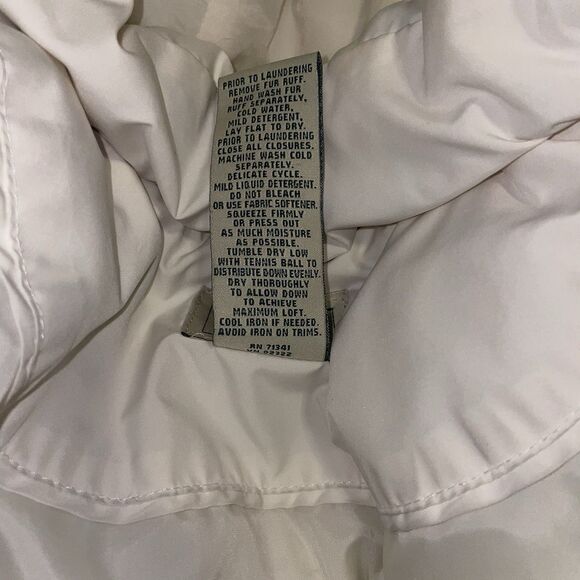 PRIOR TO LAUNDERING
REMOVE FUR RUFF.
HAND WASH FUR
RUFF SEPARATELY,
COLD WATER,
MILD DETERGENT,
LAY FLAT TO DRY.
PRIOR TO LAUNDERING
CLOSE ALL CLOSURES.
MACHINE WASH COLD
SEPARATELY.
DELICATE CYCLE.
MILD LIQUID DETERGENT.
DO NOT BLEACH
OR USE FABRIC SOFTENER.
SQUEEZE FIRMLY
OR PRESS OUT
AS MUCH MOISTURE
AS POSSIBLE.
TUMBLE DRY LOW
WITH TENNIS BALL TO
DISTRIBUTE DOWN EVENLY.
DRY THOROUGHLY
TO ALLOW DOWN
TO ACHIEVE
MAXIMUM LOFT.
COOL IRON IF NEEDED.
AVOID IRON ON TRIMS.
RN 71341
VN 02322